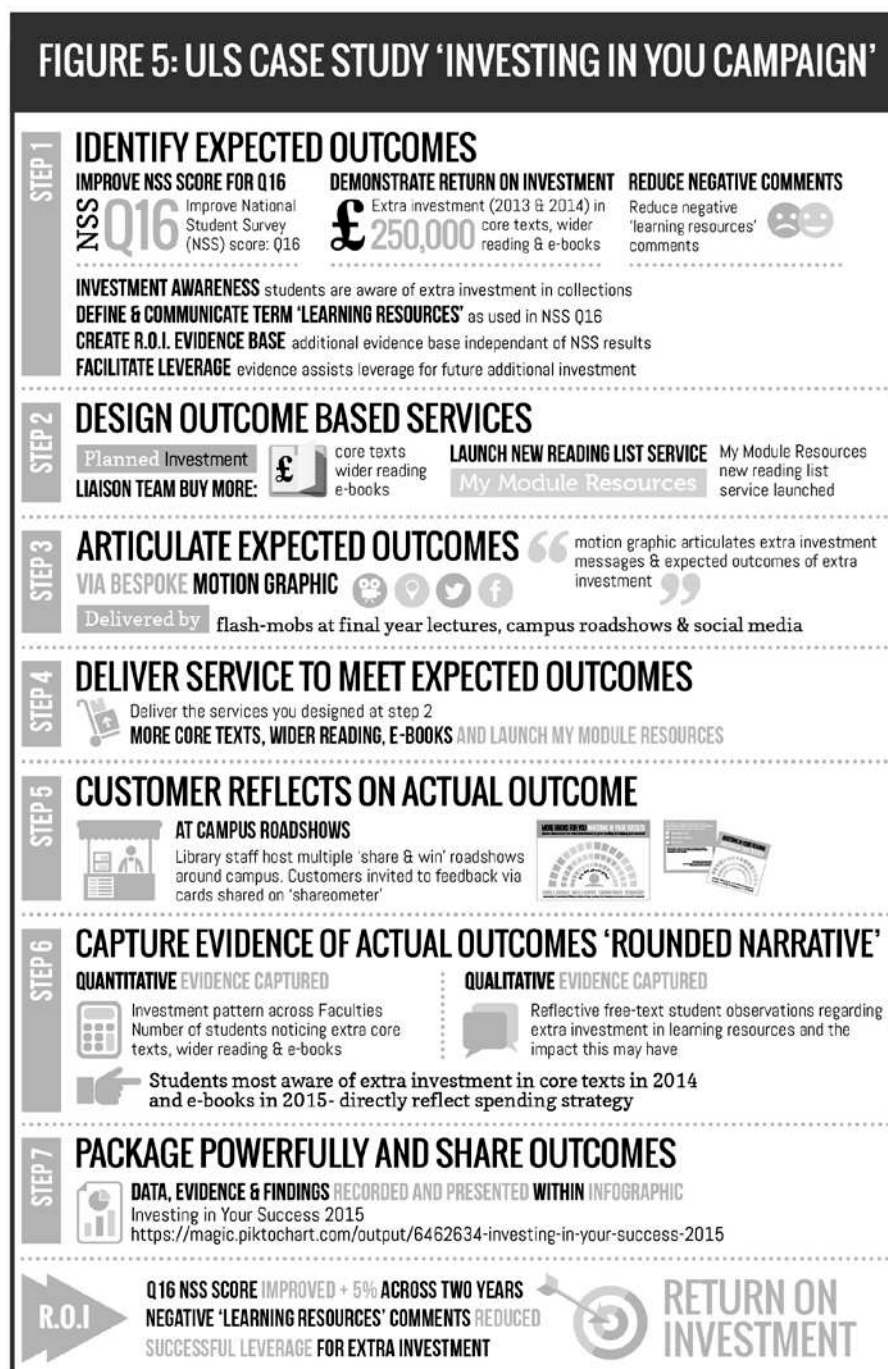 FIGURE 5: ULS CASE STUDY ‘INVESTING IN YOU CAMPAIGN’
STEP 1
IDENTIFY EXPECTED OUTCOMES
IMPROVE NSS SCORE FOR Q16
NSS Q16
Improve National
Student Survey
(NSS) score: Q16
DEMONSTRATE RETURN ON INVESTMENT
£ 250,000
Extra investment (2013 & 2014) in
core texts, wider
reading & e-books
REDUCE NEGATIVE COMMENTS
Reduce negative
‘learning resources’
comments
INVESTMENT AWARENESS students are aware of extra investment in collections
DEFINE & COMMUNICATE TERM ‘LEARNING RESOURCES’ as used in NSS Q16
CREATE R.O.I. EVIDENCE BASE additional evidence base independant of NSS results
FACILITATE LEVERAGE evidence assists leverage for future additional investment
STEP 2
DESIGN OUTCOME BASED SERVICES
Planned Investment
LIAISON TEAM BUY MORE:
£
core texts
wider reading
e-books
LAUNCH NEW READING LIST SERVICE
My Module Resources
My Module Resources
new reading list
service launched
STEP 3
ARTICULATE EXPECTED OUTCOMES
VIA BESPOKE MOTION GRAPHIC
“ motion graphic articulates extra investment
messages & expected outcomes of extra
investment ”
Delivered by flash-mobs at final year lectures, campus roadshows & social media
STEP 4
DELIVER SERVICE TO MEET EXPECTED OUTCOMES
Deliver the services you designed at step 2
MORE CORE TEXTS, WIDER READING, E-BOOKS AND LAUNCH MY MODULE RESOURCES
STEP 5
CUSTOMER REFLECTS ON ACTUAL OUTCOME
AT CAMPUS ROADSHOWS
Library staff host multiple ‘share & win’ roadshows
around campus. Customers invited to feedback via
cards shared on ‘shareometer’
STEP 6
CAPTURE EVIDENCE OF ACTUAL OUTCOMES ‘ROUNDED NARRATIVE’
QUANTITATIVE EVIDENCE CAPTURED
Investment pattern across Faculties
Number of students noticing extra core
texts, wider reading & e-books
QUALITATIVE EVIDENCE CAPTURED
Reflective free-text student observations regarding
extra investment in learning resources and the
impact this may have
Students most aware of extra investment in core texts in 2014
and e-books in 2015- directly reflect spending strategy
STEP 7
PACKAGE POWERFULLY AND SHARE OUTCOMES
DATA, EVIDENCE & FINDINGS RECORDED AND PRESENTED WITHIN INFOGRAPHIC
Investing in Your Success 2015
https://magic.piktochart.com/output/6462634-investing-in-your-success-2015
R.O.I
Q16 NSS SCORE IMPROVED + 5% ACROSS TWO YEARS
NEGATIVE ‘LEARNING RESOURCES’ COMMENTS REDUCED
SUCCESSFUL LEVERAGE FOR EXTRA INVESTMENT
RETURN ON
INVESTMENT